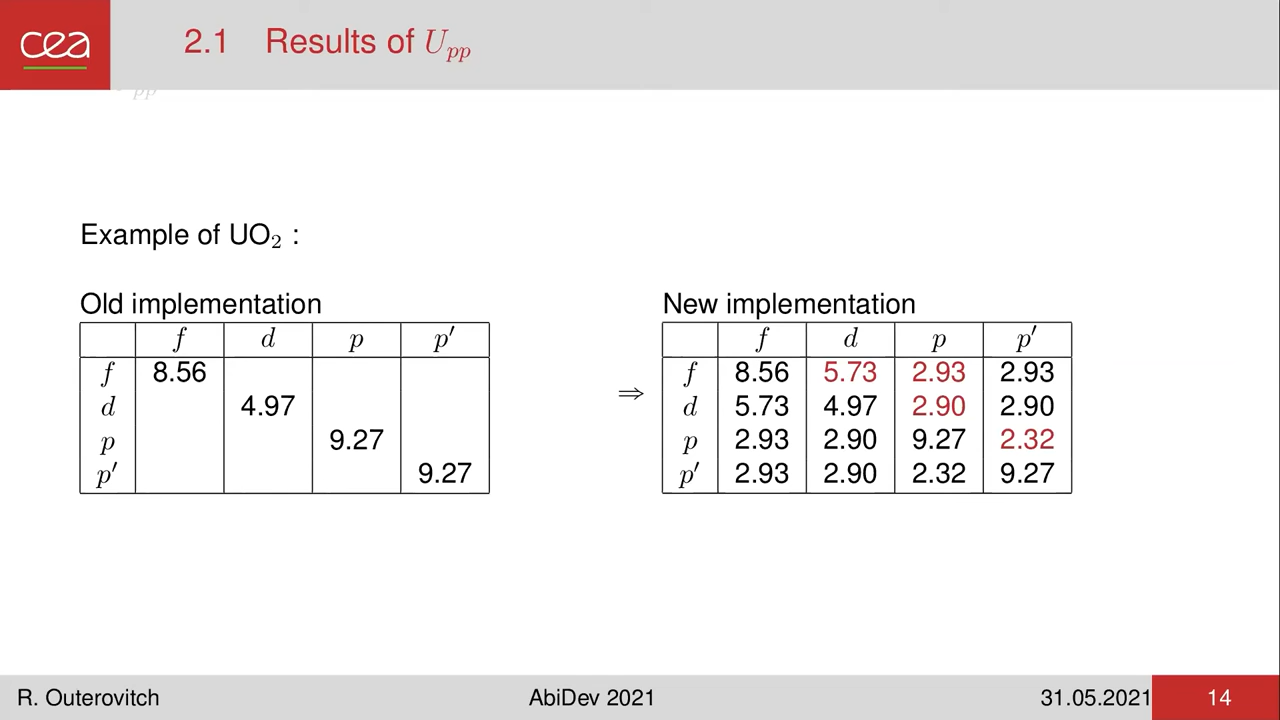 cea
2.1 Results of Upp
pp
Example of UO₂ :
Old implementation
f d p p′
f 8.56
d 4.97
p 9.27
p′ 9.27
⇒
New implementation
f d p p′
f 8.56 5.73 2.93 2.93
d 5.73 4.97 2.90 2.90
p 2.93 2.90 9.27 2.32
p′ 2.93 2.90 2.32 9.27
R. Outerovitch AbiDev 2021 31.05.2021 14